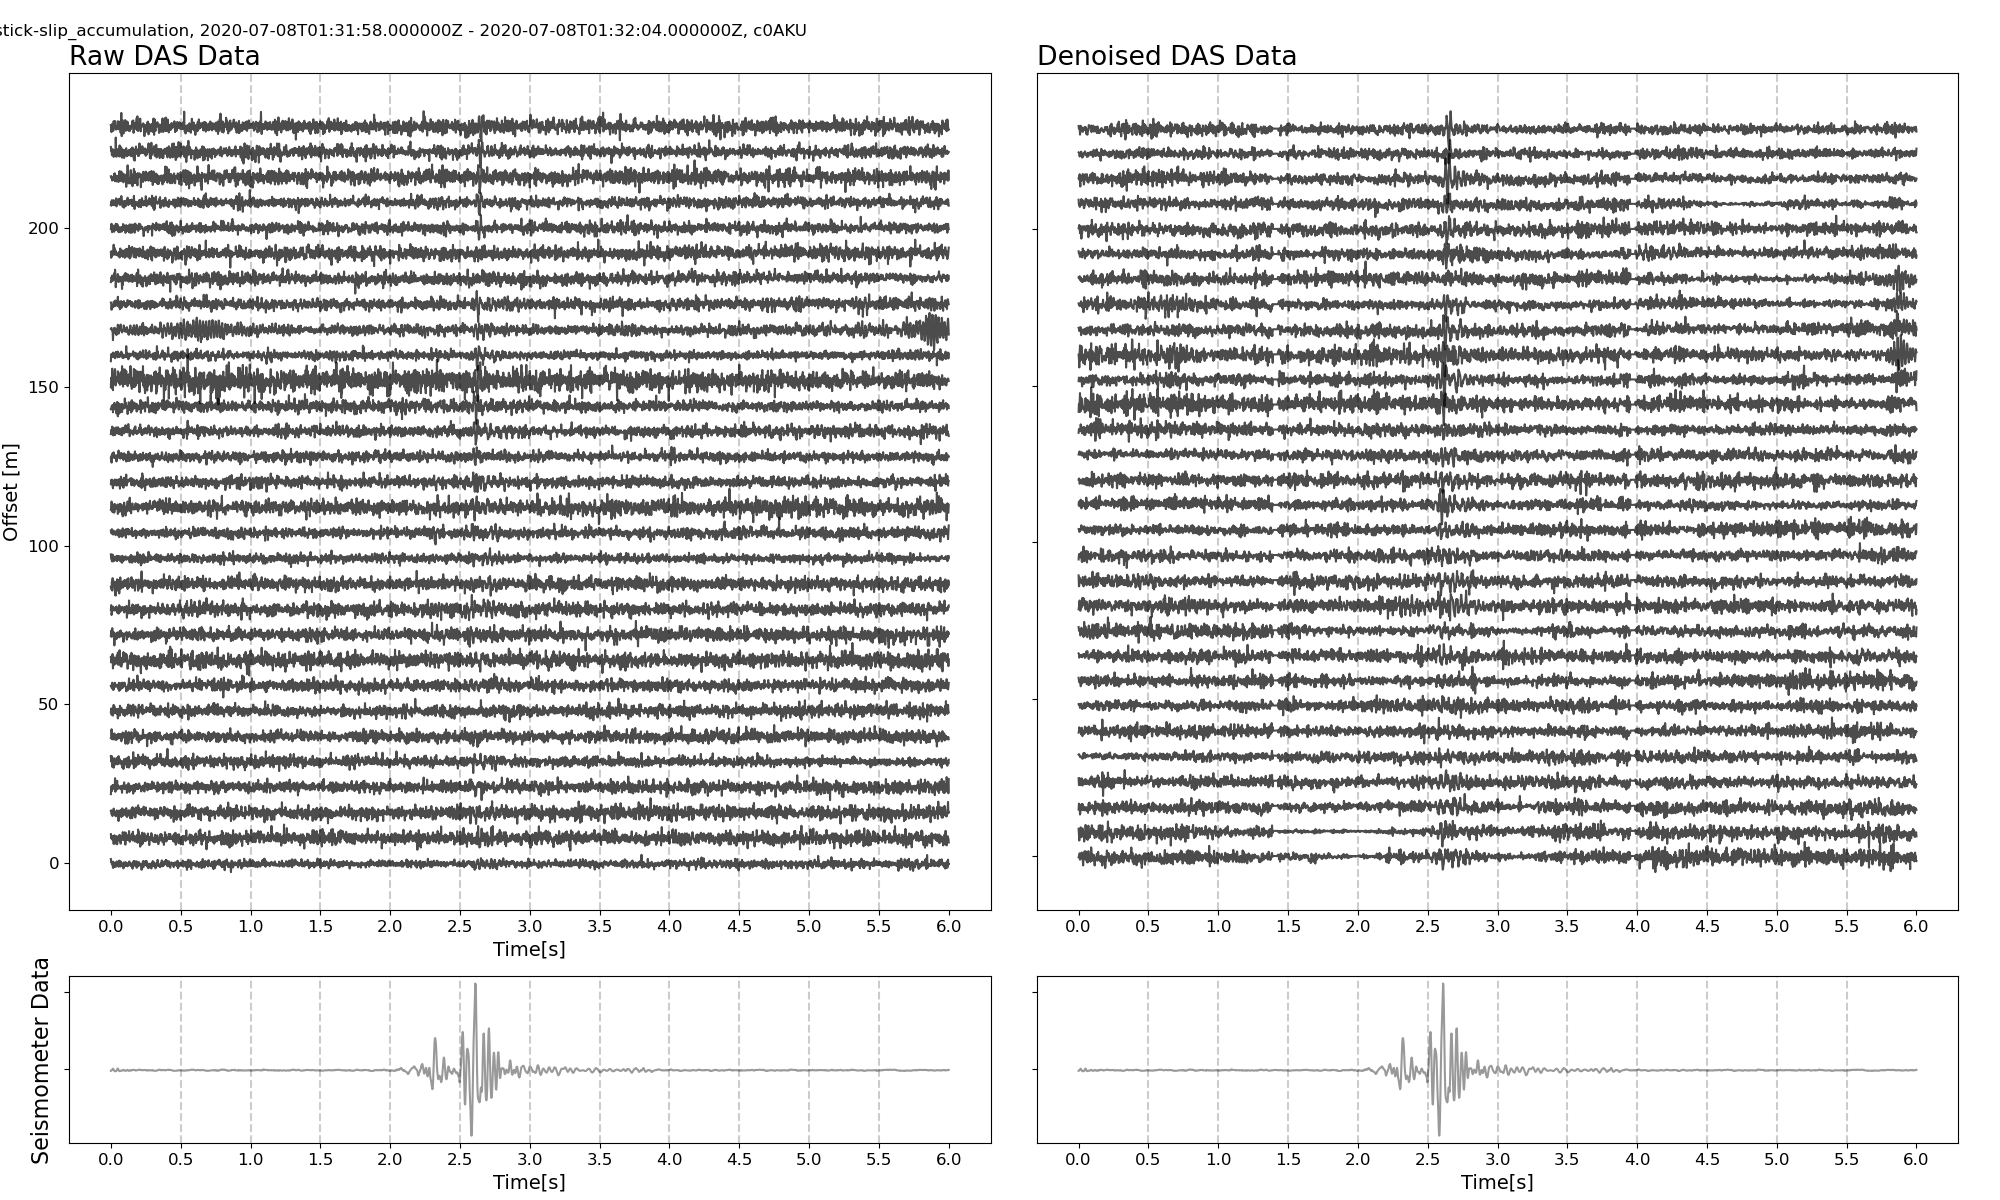 stick-slip_accumulation, 2020-07-08T01:31:58.000000Z - 2020-07-08T01:32:04.000000Z, c0AKU
Raw DAS Data
Denoised DAS Data
Offset [m]
200
150
100
50
0
0.0 0.5 1.0 1.5 2.0 2.5 3.0 3.5 4.0 4.5 5.0 5.5 6.0
Time[s]
0.0 0.5 1.0 1.5 2.0 2.5 3.0 3.5 4.0 4.5 5.0 5.5 6.0
Seismometer Data
0.0 0.5 1.0 1.5 2.0 2.5 3.0 3.5 4.0 4.5 5.0 5.5 6.0
Time[s]
0.0 0.5 1.0 1.5 2.0 2.5 3.0 3.5 4.0 4.5 5.0 5.5 6.0
Time[s]